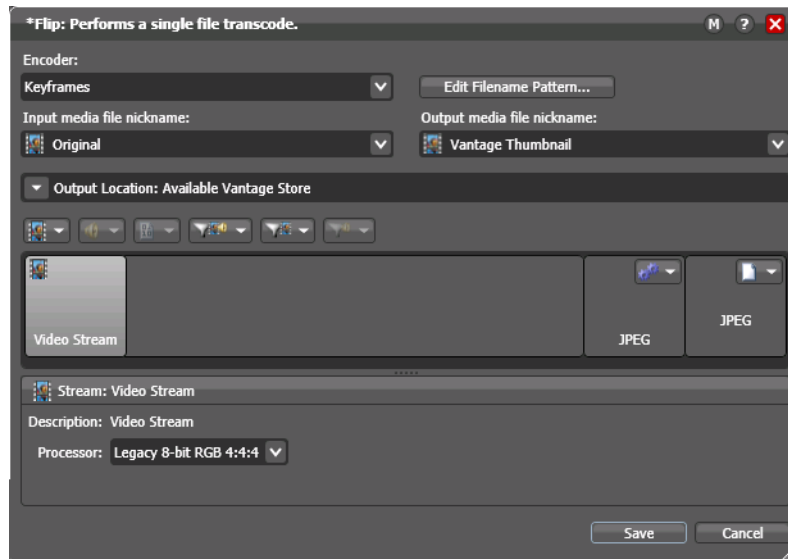 *Flip: Performs a single file transcode.
M ?
Encoder:
Keyframes
Edit Filename Pattern...
Input media file nickname:
Output media file nickname:
Original
Vantage Thumbnail
Output Location: Available Vantage Store
Video Stream
JPEG
JPEG
Stream: Video Stream
Description: Video Stream
Processor: Legacy 8-bit RGB 4:4:4
Save
Cancel